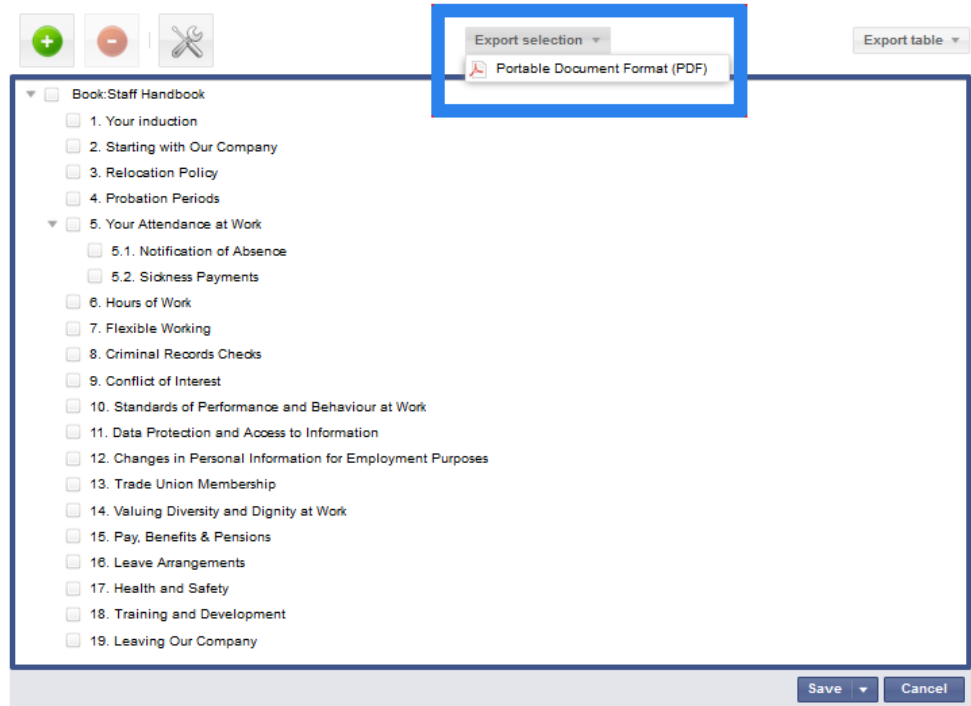 Export selection
Export table
Portable Document Format (PDF)
Book:Staff Handbook
1. Your induction
2. Starting with Our Company
3. Relocation Policy
4. Probation Periods
5. Your Attendance at Work
5.1. Notification of Absence
5.2. Sickness Payments
6. Hours of Work
7. Flexible Working
8. Criminal Records Checks
9. Conflict of Interest
10. Standards of Performance and Behaviour at Work
11. Data Protection and Access to Information
12. Changes in Personal Information for Employment Purposes
13. Trade Union Membership
14. Valuing Diversity and Dignity at Work
15. Pay, Benefits & Pensions
16. Leave Arrangements
17. Health and Safety
18. Training and Development
19. Leaving Our Company
Save
Cancel